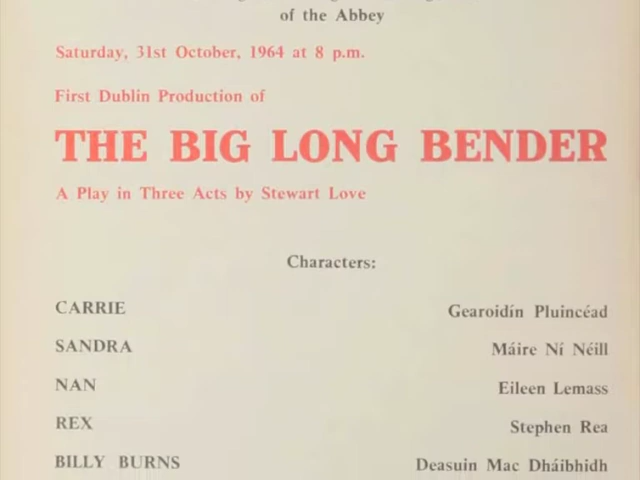 of the Abbey
Saturday, 31st October, 1964 at 8 p.m.
First Dublin Production of
THE BIG LONG BENDER
A Play in Three Acts by Stewart Love
Characters:
CARRIE Gearoidín Pluincéad
SANDRA Máire Ní Néill
NAN Eileen Lemass
REX Stephen Rea
BILLY BURNS Deasuin Mac Dháibhidh